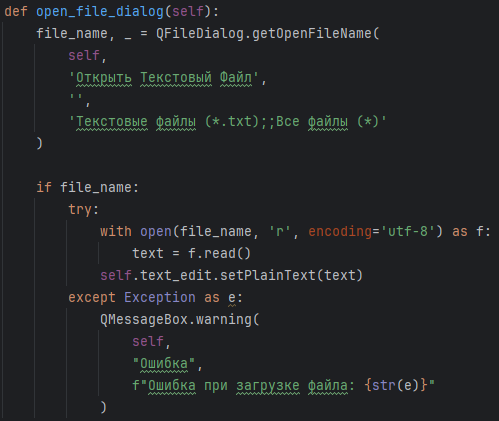 def open_file_dialog(self):
    file_name, _ = QFileDialog.getOpenFileName(
        self,
        'Открыть Текстовый Файл',
        '',
        'Текстовые файлы (*.txt);;Все файлы (*)'
    )

    if file_name:
        try:
            with open(file_name, 'r', encoding='utf-8') as f:
                text = f.read()
            self.text_edit.setPlainText(text)
        except Exception as e:
            QMessageBox.warning(
                self,
                "Ошибка",
                f"Ошибка при загрузке файла: {str(e)}"
            )